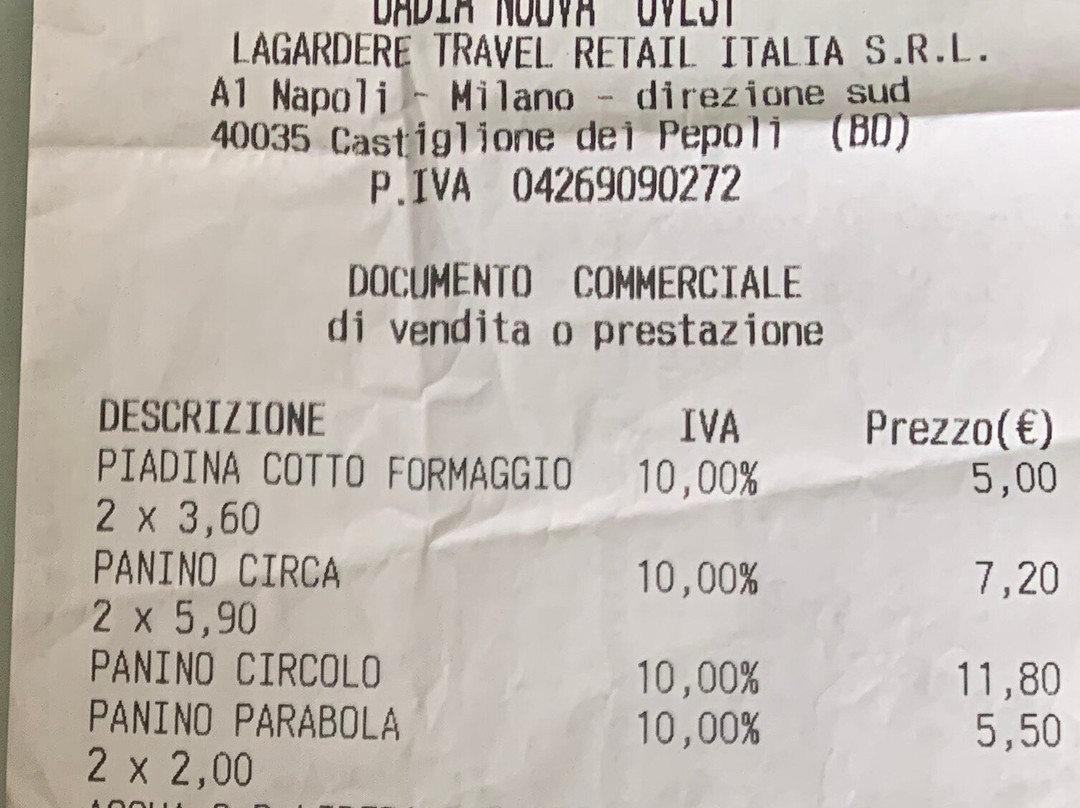 NUOVA OVEST
LAGARDERE TRAVEL RETAIL ITALIA S.R.L.
A1 Napoli - Milano - direzione sud
40035 Castiglione dei Pepoli (BO)
P.IVA 04269090272
DOCUMENTO COMMERCIALE
di vendita o prestazione
DESCRIZIONE IVA Prezzo(€)
PIADINA COTTO FORMAGGIO 10,00% 5,00
2 x 3,60
PANINO CIRCA 10,00% 7,20
2 x 5,90
PANINO CIRCOLO 10,00% 11,80
PANINO PARABOLA 10,00% 5,50
2 x 2,00